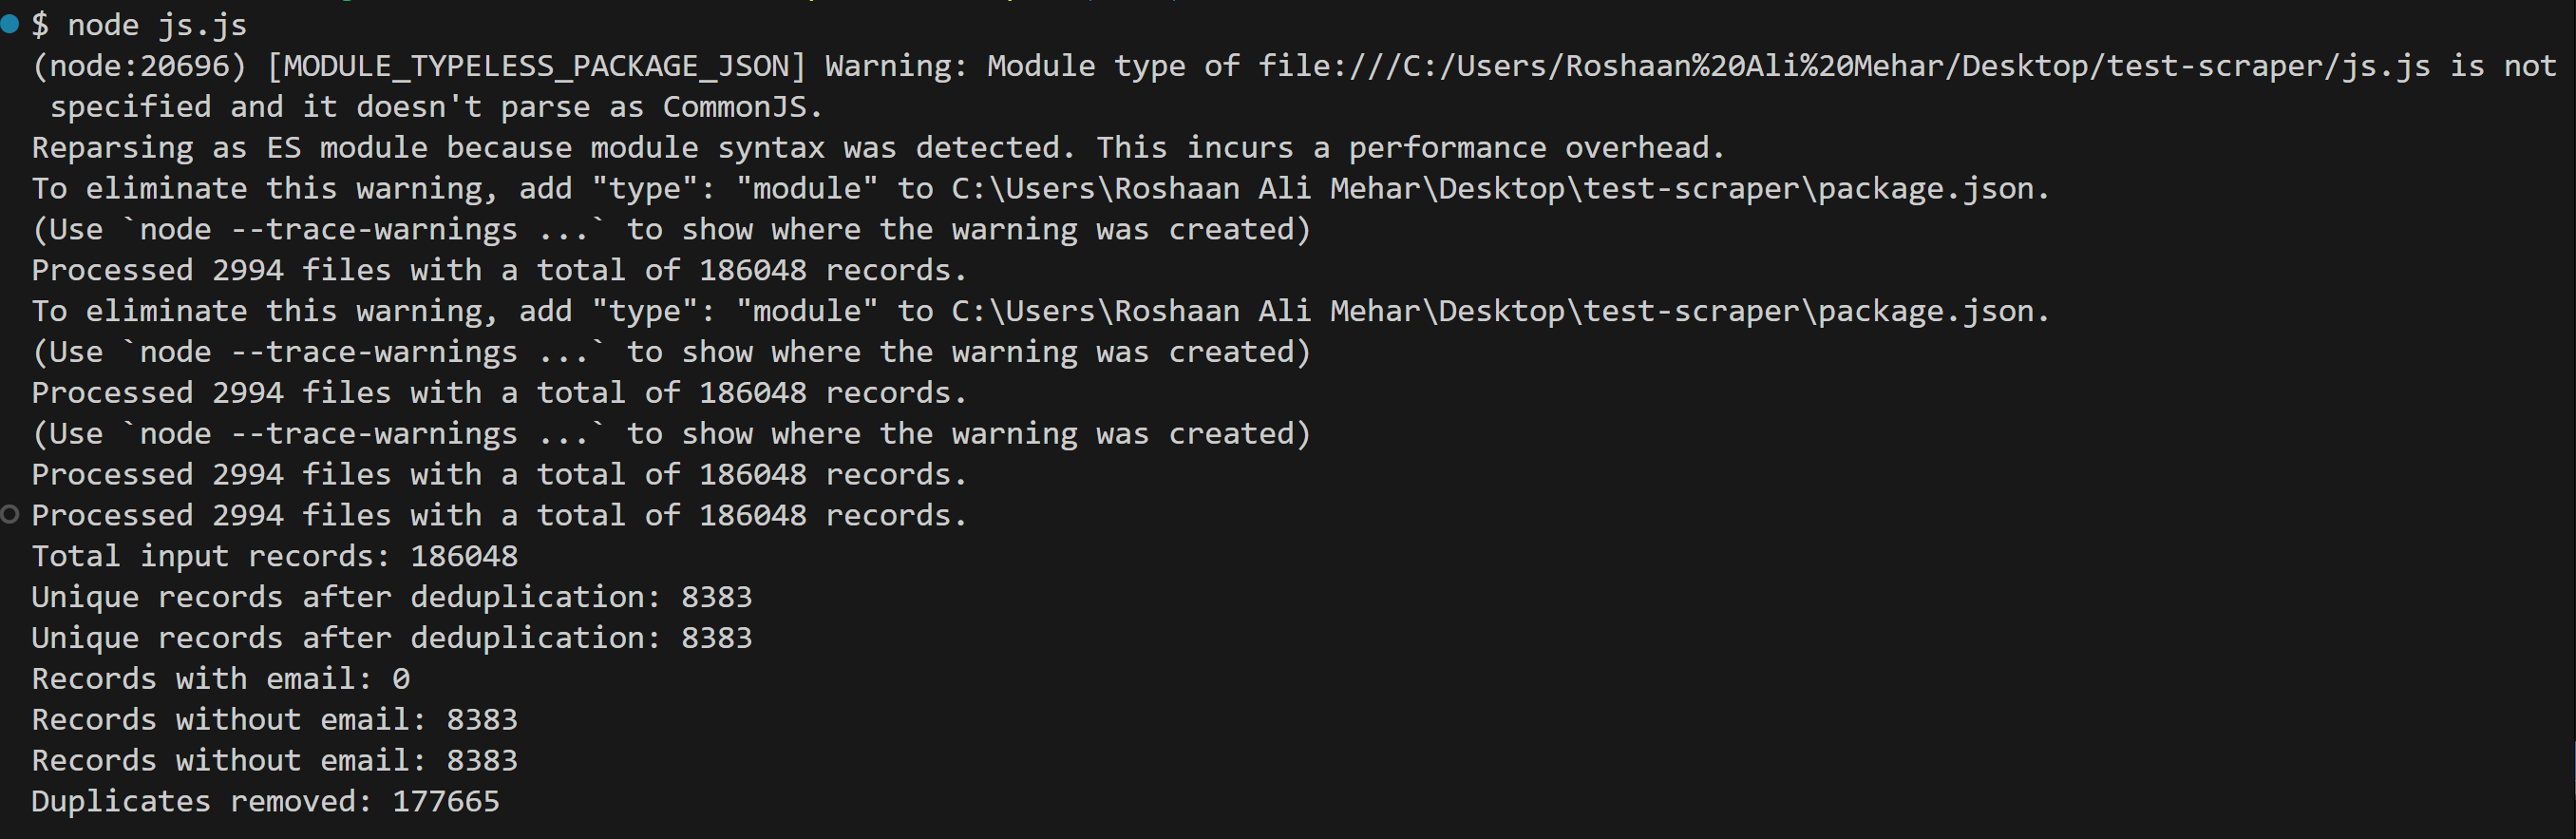 $ node js.js
(node:20696) [MODULE_TYPELESS_PACKAGE_JSON] Warning: Module type of file:///C:/Users/Roshaan%20Ali%20Mehar/Desktop/test-scraper/js.js is not
specified and it doesn't parse as CommonJS.
Reparsing as ES module because module syntax was detected. This incurs a performance overhead.
To eliminate this warning, add "type": "module" to C:\Users\Roshaan Ali Mehar\Desktop\test-scraper\package.json.
(Use `node --trace-warnings ...` to show where the warning was created)
Processed 2994 files with a total of 186048 records.
To eliminate this warning, add "type": "module" to C:\Users\Roshaan Ali Mehar\Desktop\test-scraper\package.json.
(Use `node --trace-warnings ...` to show where the warning was created)
Processed 2994 files with a total of 186048 records.
(Use `node --trace-warnings ...` to show where the warning was created)
Processed 2994 files with a total of 186048 records.
Processed 2994 files with a total of 186048 records.
Total input records: 186048
Unique records after deduplication: 8383
Unique records after deduplication: 8383
Records with email: 0
Records without email: 8383
Records without email: 8383
Duplicates removed: 177665